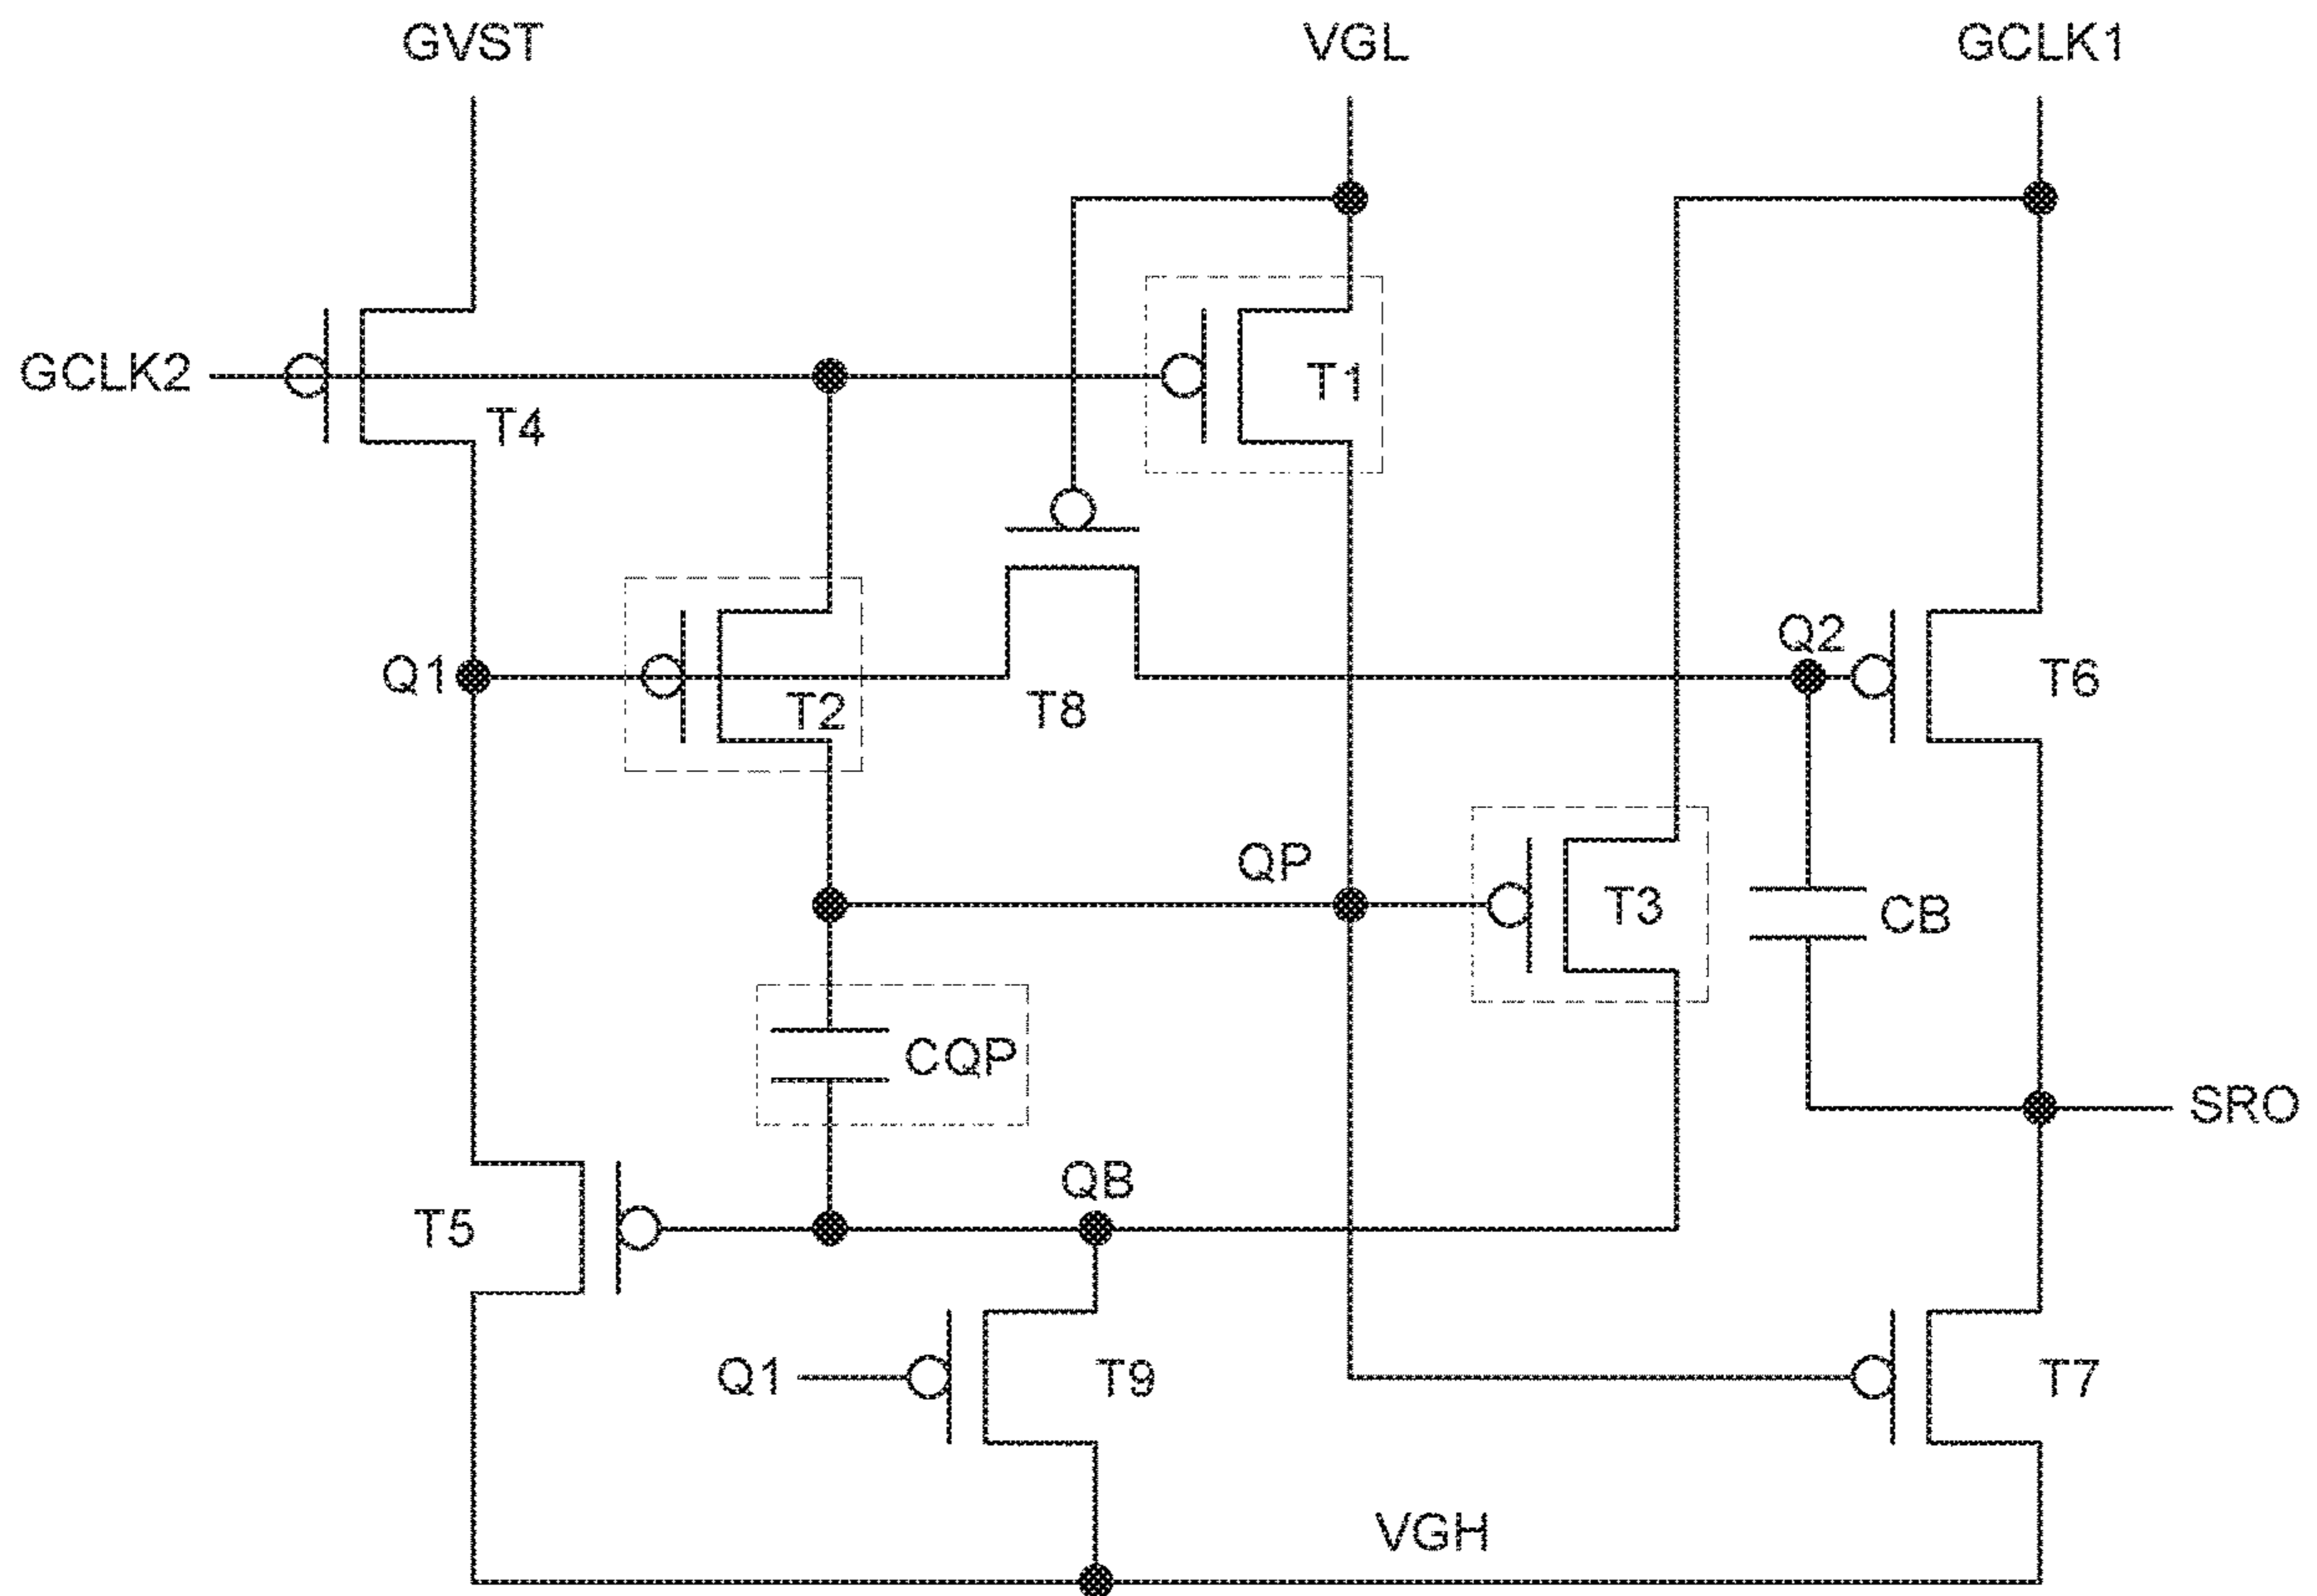 GVST
VGL
GCLK1
GCLK2
T1
T4
Q1
T2
T8
Q2
T6
QP
T3
CB
CQP
SRO
QB
T5
Q1
T9
T7
VGH